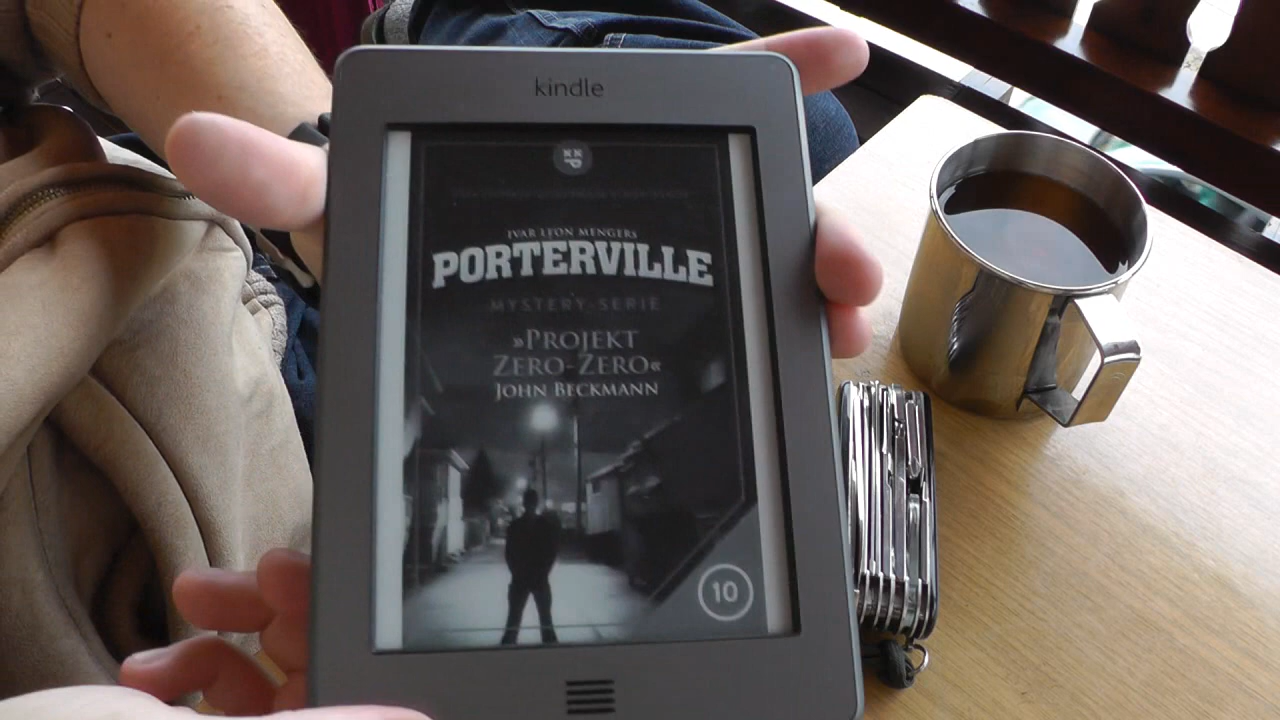 kindle
IVAR LEON MENGERS
PORTERVILLE
MYSTERY-SERIE
»PROJEKT
ZERO-ZERO«
JOHN BECKMANN
10